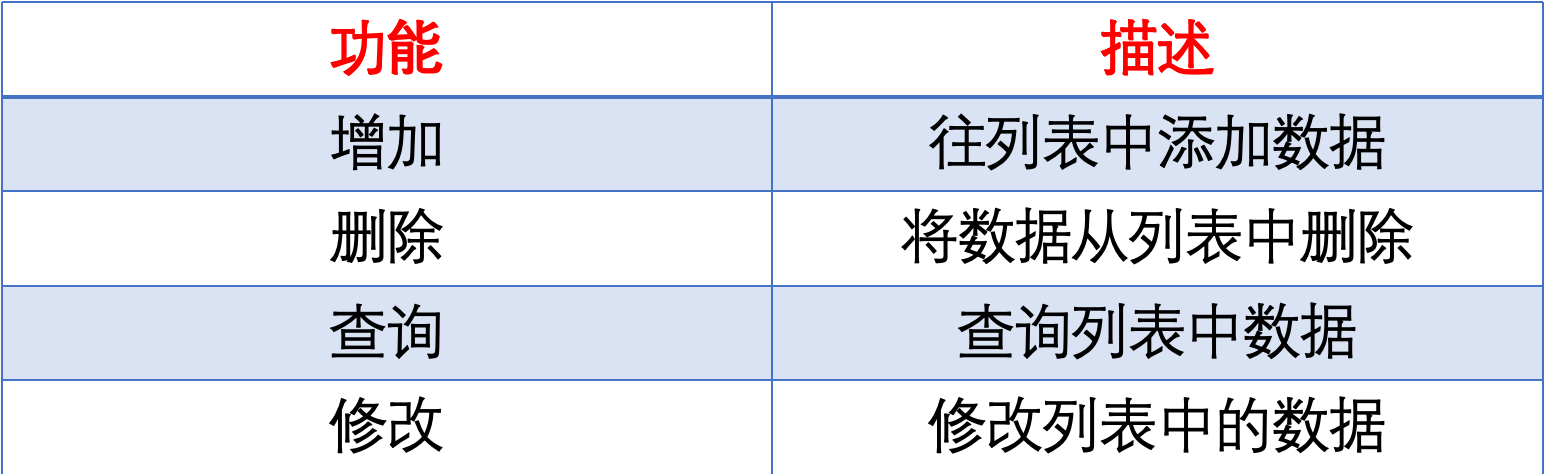 功能 描述
增加 往列表中添加数据
删除 将数据从列表中删除
查询 查询列表中数据
修改 修改列表中的数据